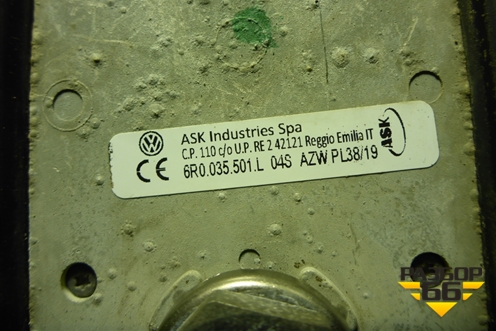 ASK Industries Spa
C.P. 110 c/o U.P. RE 2 42121 Reggio Emilia IT
6R0.035.501.L 04S AZW PL38/19
ASK
РАЗБОР
66